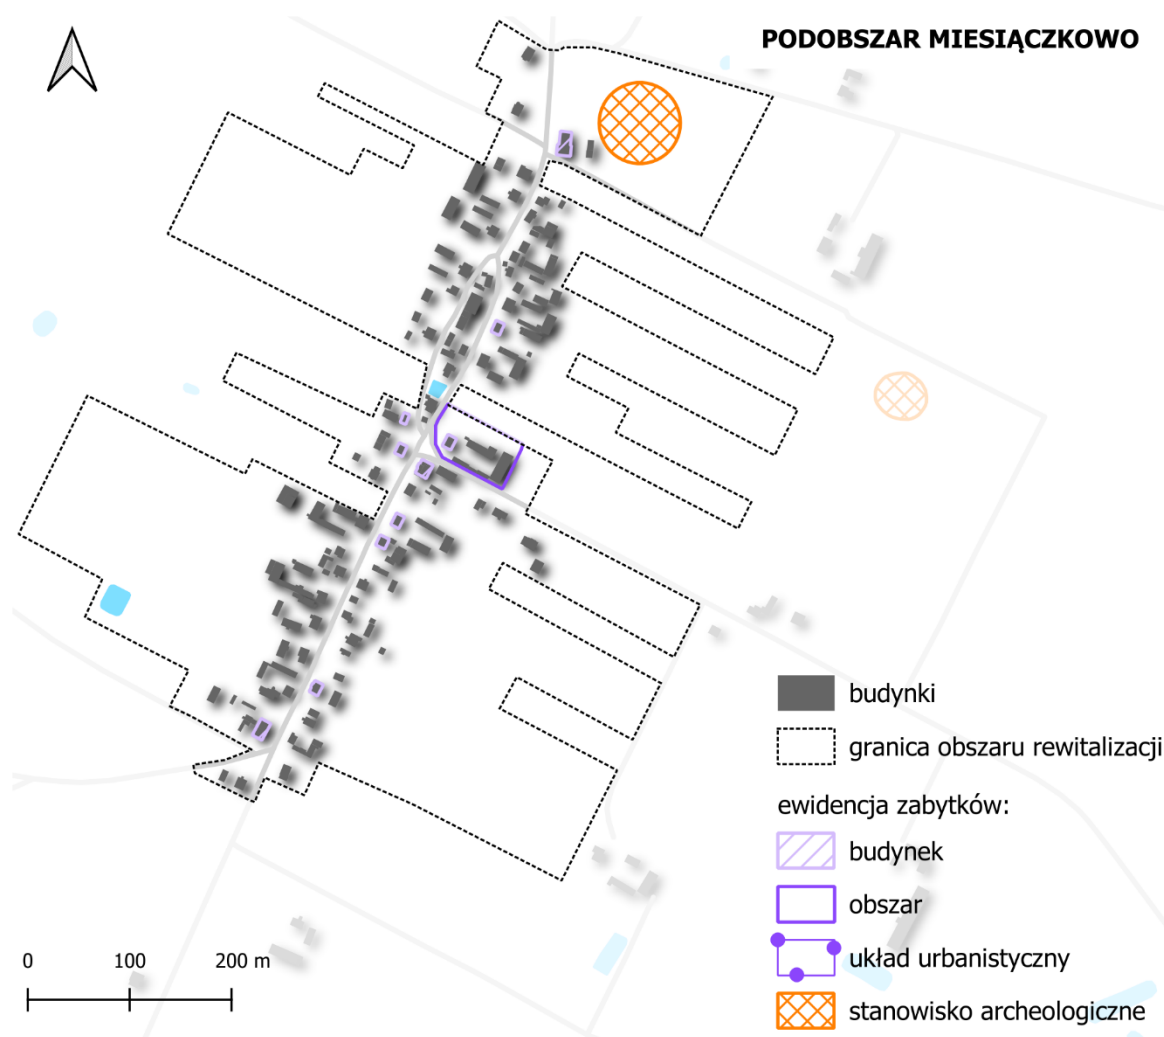 PODOBSZAR MIESIĄCZKOWO
budynki
granica obszaru rewitalizacji
ewidencja zabytków:
budynek
obszar
układ urbanistyczny
stanowisko archeologiczne
0 100 200 m